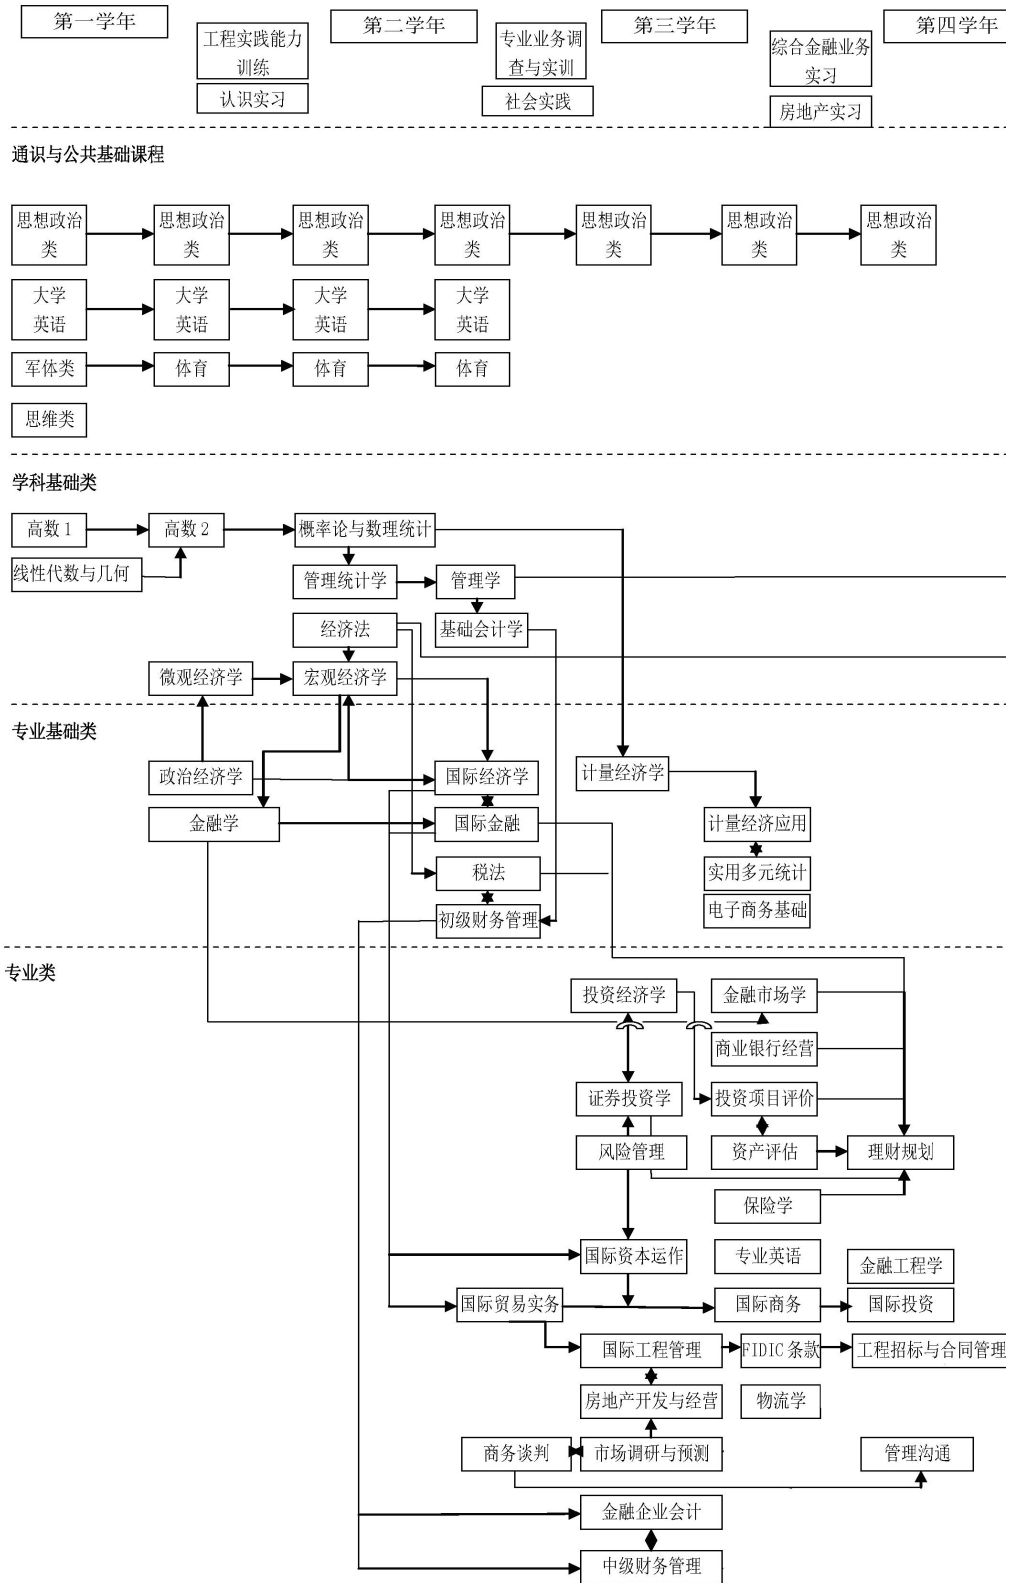 第一学年
第二学年
第三学年
第四学年
工程实践能力
训练
认识实习
专业业务调
查与实训
社会实践
综合金融业务
实习
房地产实习
通识与公共基础课程
思想政治
类
思想政治
类
思想政治
类
思想政治
类
思想政治
类
思想政治
类
思想政治
类
大学
英语
大学
英语
大学
英语
大学
英语
军体类
体育
体育
体育
思维类
学科基础类
高数1
高数2
概率论与数理统计
线性代数与几何
管理统计学
管理学
经济法
基础会计学
微观经济学
宏观经济学
专业基础类
政治经济学
国际经济学
计量经济学
金融学
国际金融
计量经济应用
税法
实用多元统计
初级财务管理
电子商务基础
专业类
投资经济学
金融市场学
商业银行经营
证券投资学
投资项目评价
风险管理
资产评估
理财规划
保险学
国际资本运作
专业英语
金融工程学
国际贸易实务
国际商务
国际投资
国际工程管理
FIDIC条款
工程招标与合同管理
房地产开发与经营
物流学
商务谈判
市场调研与预测
管理沟通
金融企业会计
中级财务管理